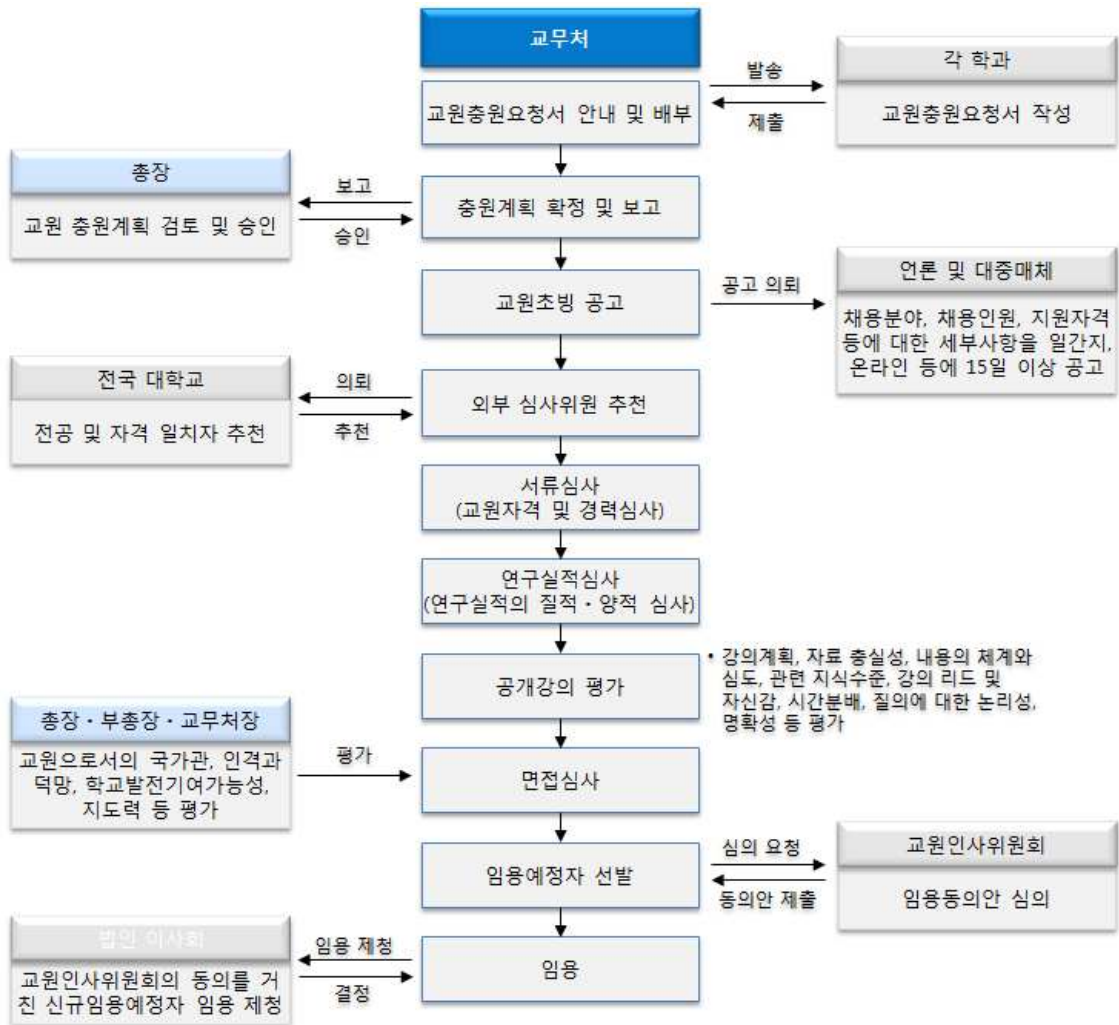 교무처
발송
각 학과
교원충원요청서 안내 및 배부
교원충원요청서 작성
제출
총장
보고
교원 충원계획 검토 및 승인
충원계획 확정 및 보고
승인
언론 및 대중매체
공고 의뢰
교원초빙 공고
채용분야, 채용인원, 지원자격
등에 대한 세부사항을 일간지,
온라인 등에 15일 이상 공고
전국 대학교
의뢰
외부 심사위원 추천
전공 및 자격 일치자 추천
추천
서류심사
(교원자격 및 경력심사)
연구실적심사
(연구실적의 질적・양적 심사)
공개강의 평가
• 강의계획, 자료 충실성, 내용의 체계와
심도, 관련 지식수준, 강의 리드 및
자신감, 시간분배, 질의에 대한 논리성,
명확성 등 평가
총장・부총장・교무처장
교원으로서의 국가관, 인격과
덕망, 학교발전기여가능성,
지도력 등 평가
평가
면접심사
심의 요청
교원인사위원회
임용예정자 선발
동의안 제출
임용동의안 심의
법인 이사회
임용 제청
임용
교원인사위원회의 동의를 거
친 신규임용예정자 임용 제청
결정